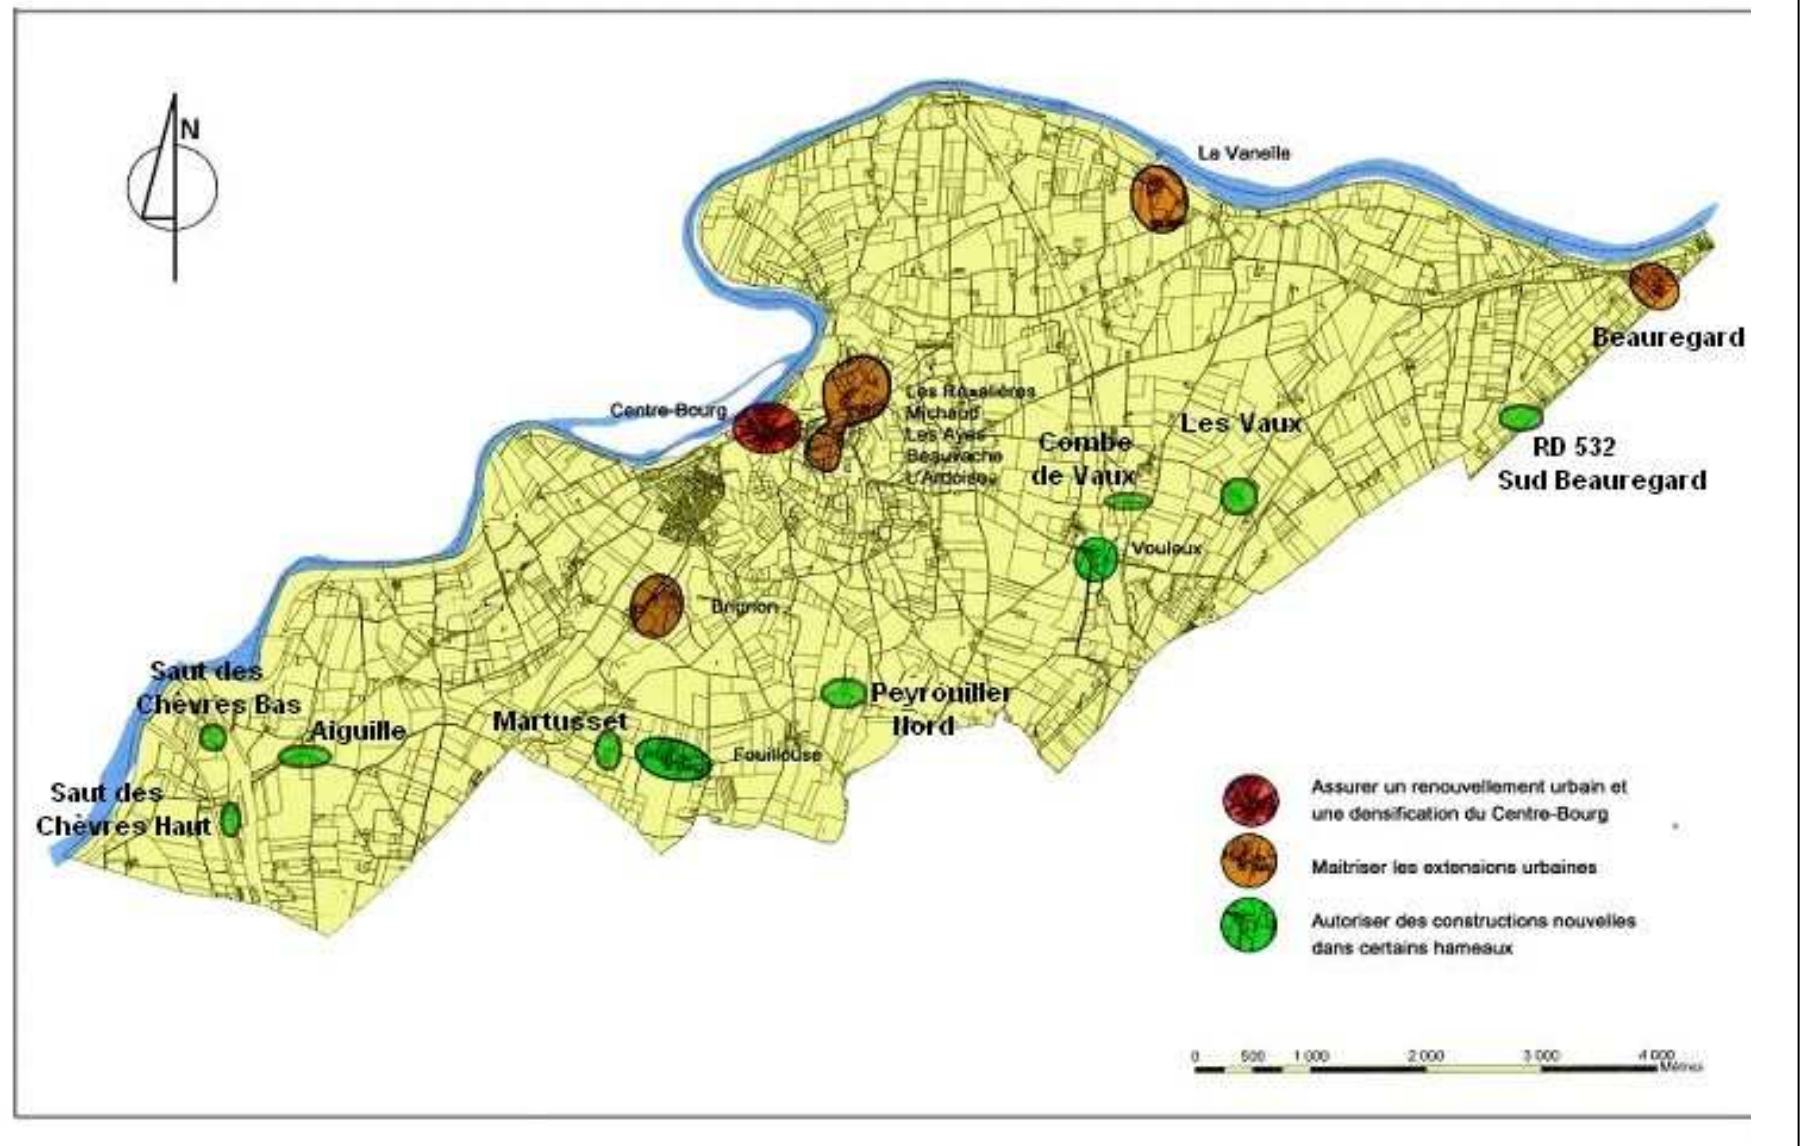 N
La Vanelle
Beauregard
Centre-Bourg
Michaud
Les Ayes
Beauvache
L'Ardoise
Les Vaux
Combe
de Vaux
RD 532
Sud Beauregard
Vouloux
Brignon
Saut des
Chèvres Bas
Aiguille
Martusset
Peyrouiller
Nord
Fouillouse
Saut des
Chèvres Haut
Assurer un renouvellement urbain et
une densification du Centre-Bourg
Maitriser les extensions urbaines
Autoriser des constructions nouvelles
dans certains hameaux
0 500 1 000 2 000 3 000 4 000
Mètres